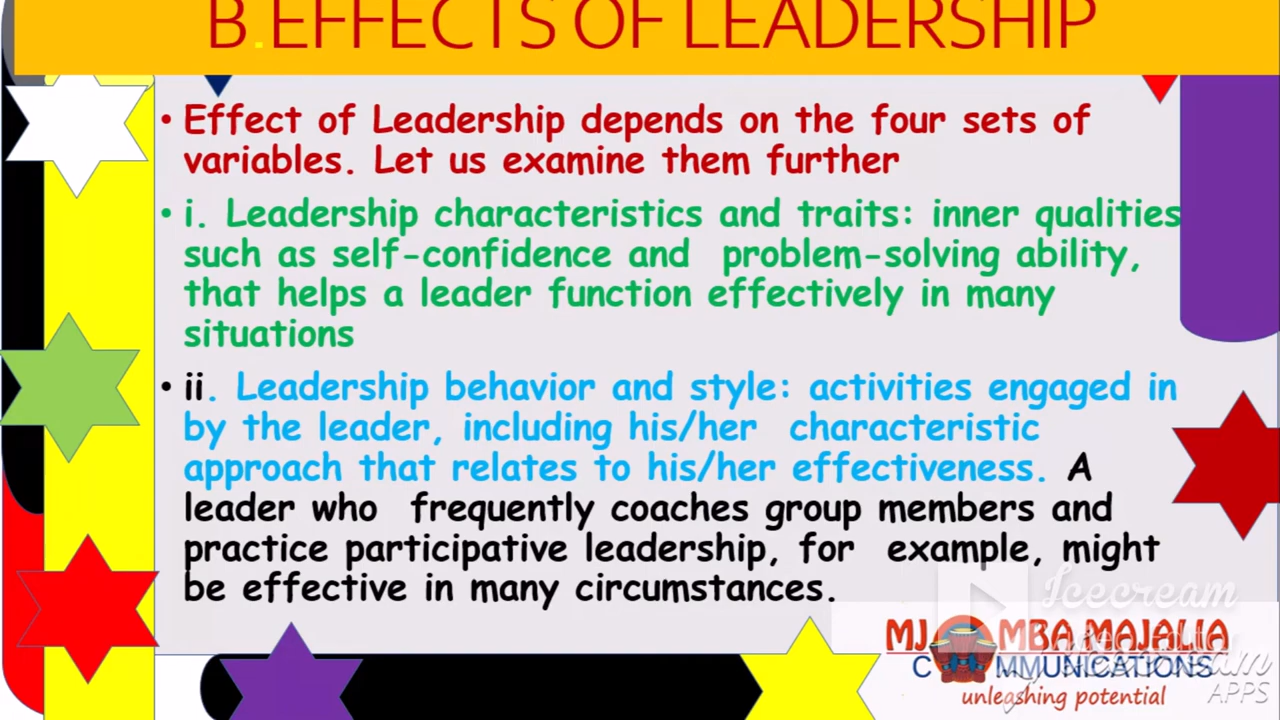 B.EFFECTS OF LEADERSHIP
• Effect of Leadership depends on the four sets of
variables. Let us examine them further
• i. Leadership characteristics and traits: inner qualities
such as self-confidence and problem-solving ability,
that helps a leader function effectively in many
situations
• ii. Leadership behavior and style: activities engaged in
by the leader, including his/her characteristic
approach that relates to his/her effectiveness. A
leader who frequently coaches group members and
practice participative leadership, for example, might
be effective in many circumstances.
Icecream
MJOMBA MAJALIA
COMMUNICATIONS
unleashing potential
APPS